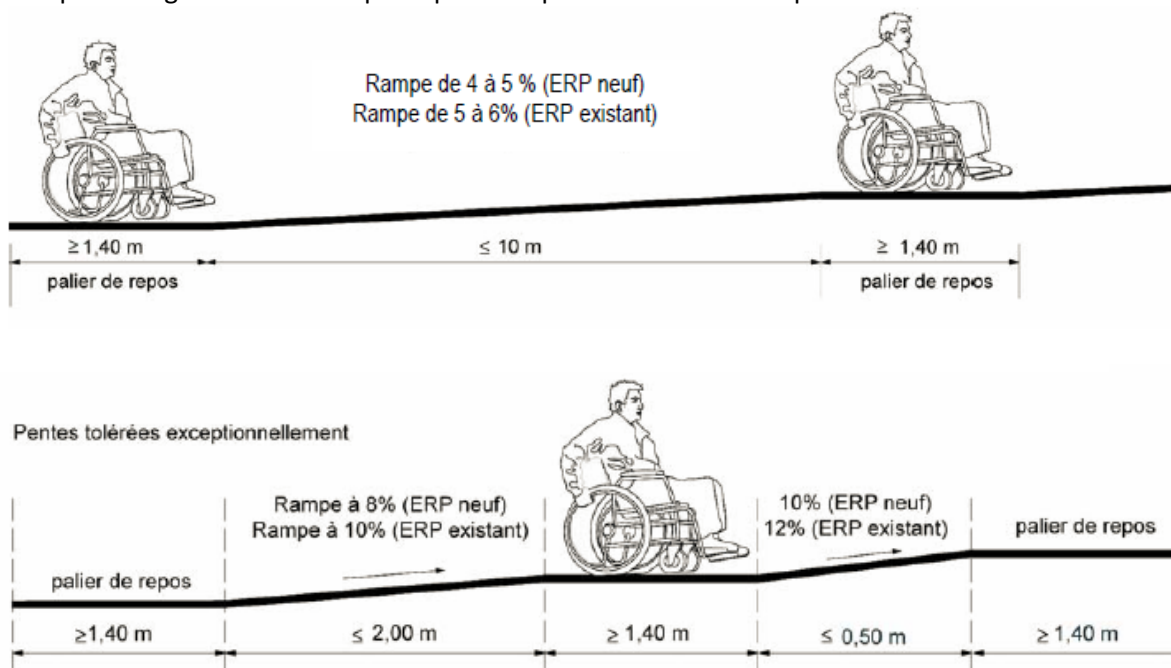 Rampe de 4 à 5 % (ERP neuf)
Rampe de 5 à 6% (ERP existant)
≥ 1,40 m
≤ 10 m
≥ 1,40 m
palier de repos
palier de repos
Pentes tolérées exceptionnellement
Rampe à 8% (ERP neuf)
Rampe à 10% (ERP existant)
10% (ERP neuf)
12% (ERP existant)
palier de repos
palier de repos
≥1,40 m
≤ 2,00 m
≥ 1,40 m
≤ 0,50 m
≥ 1,40 m